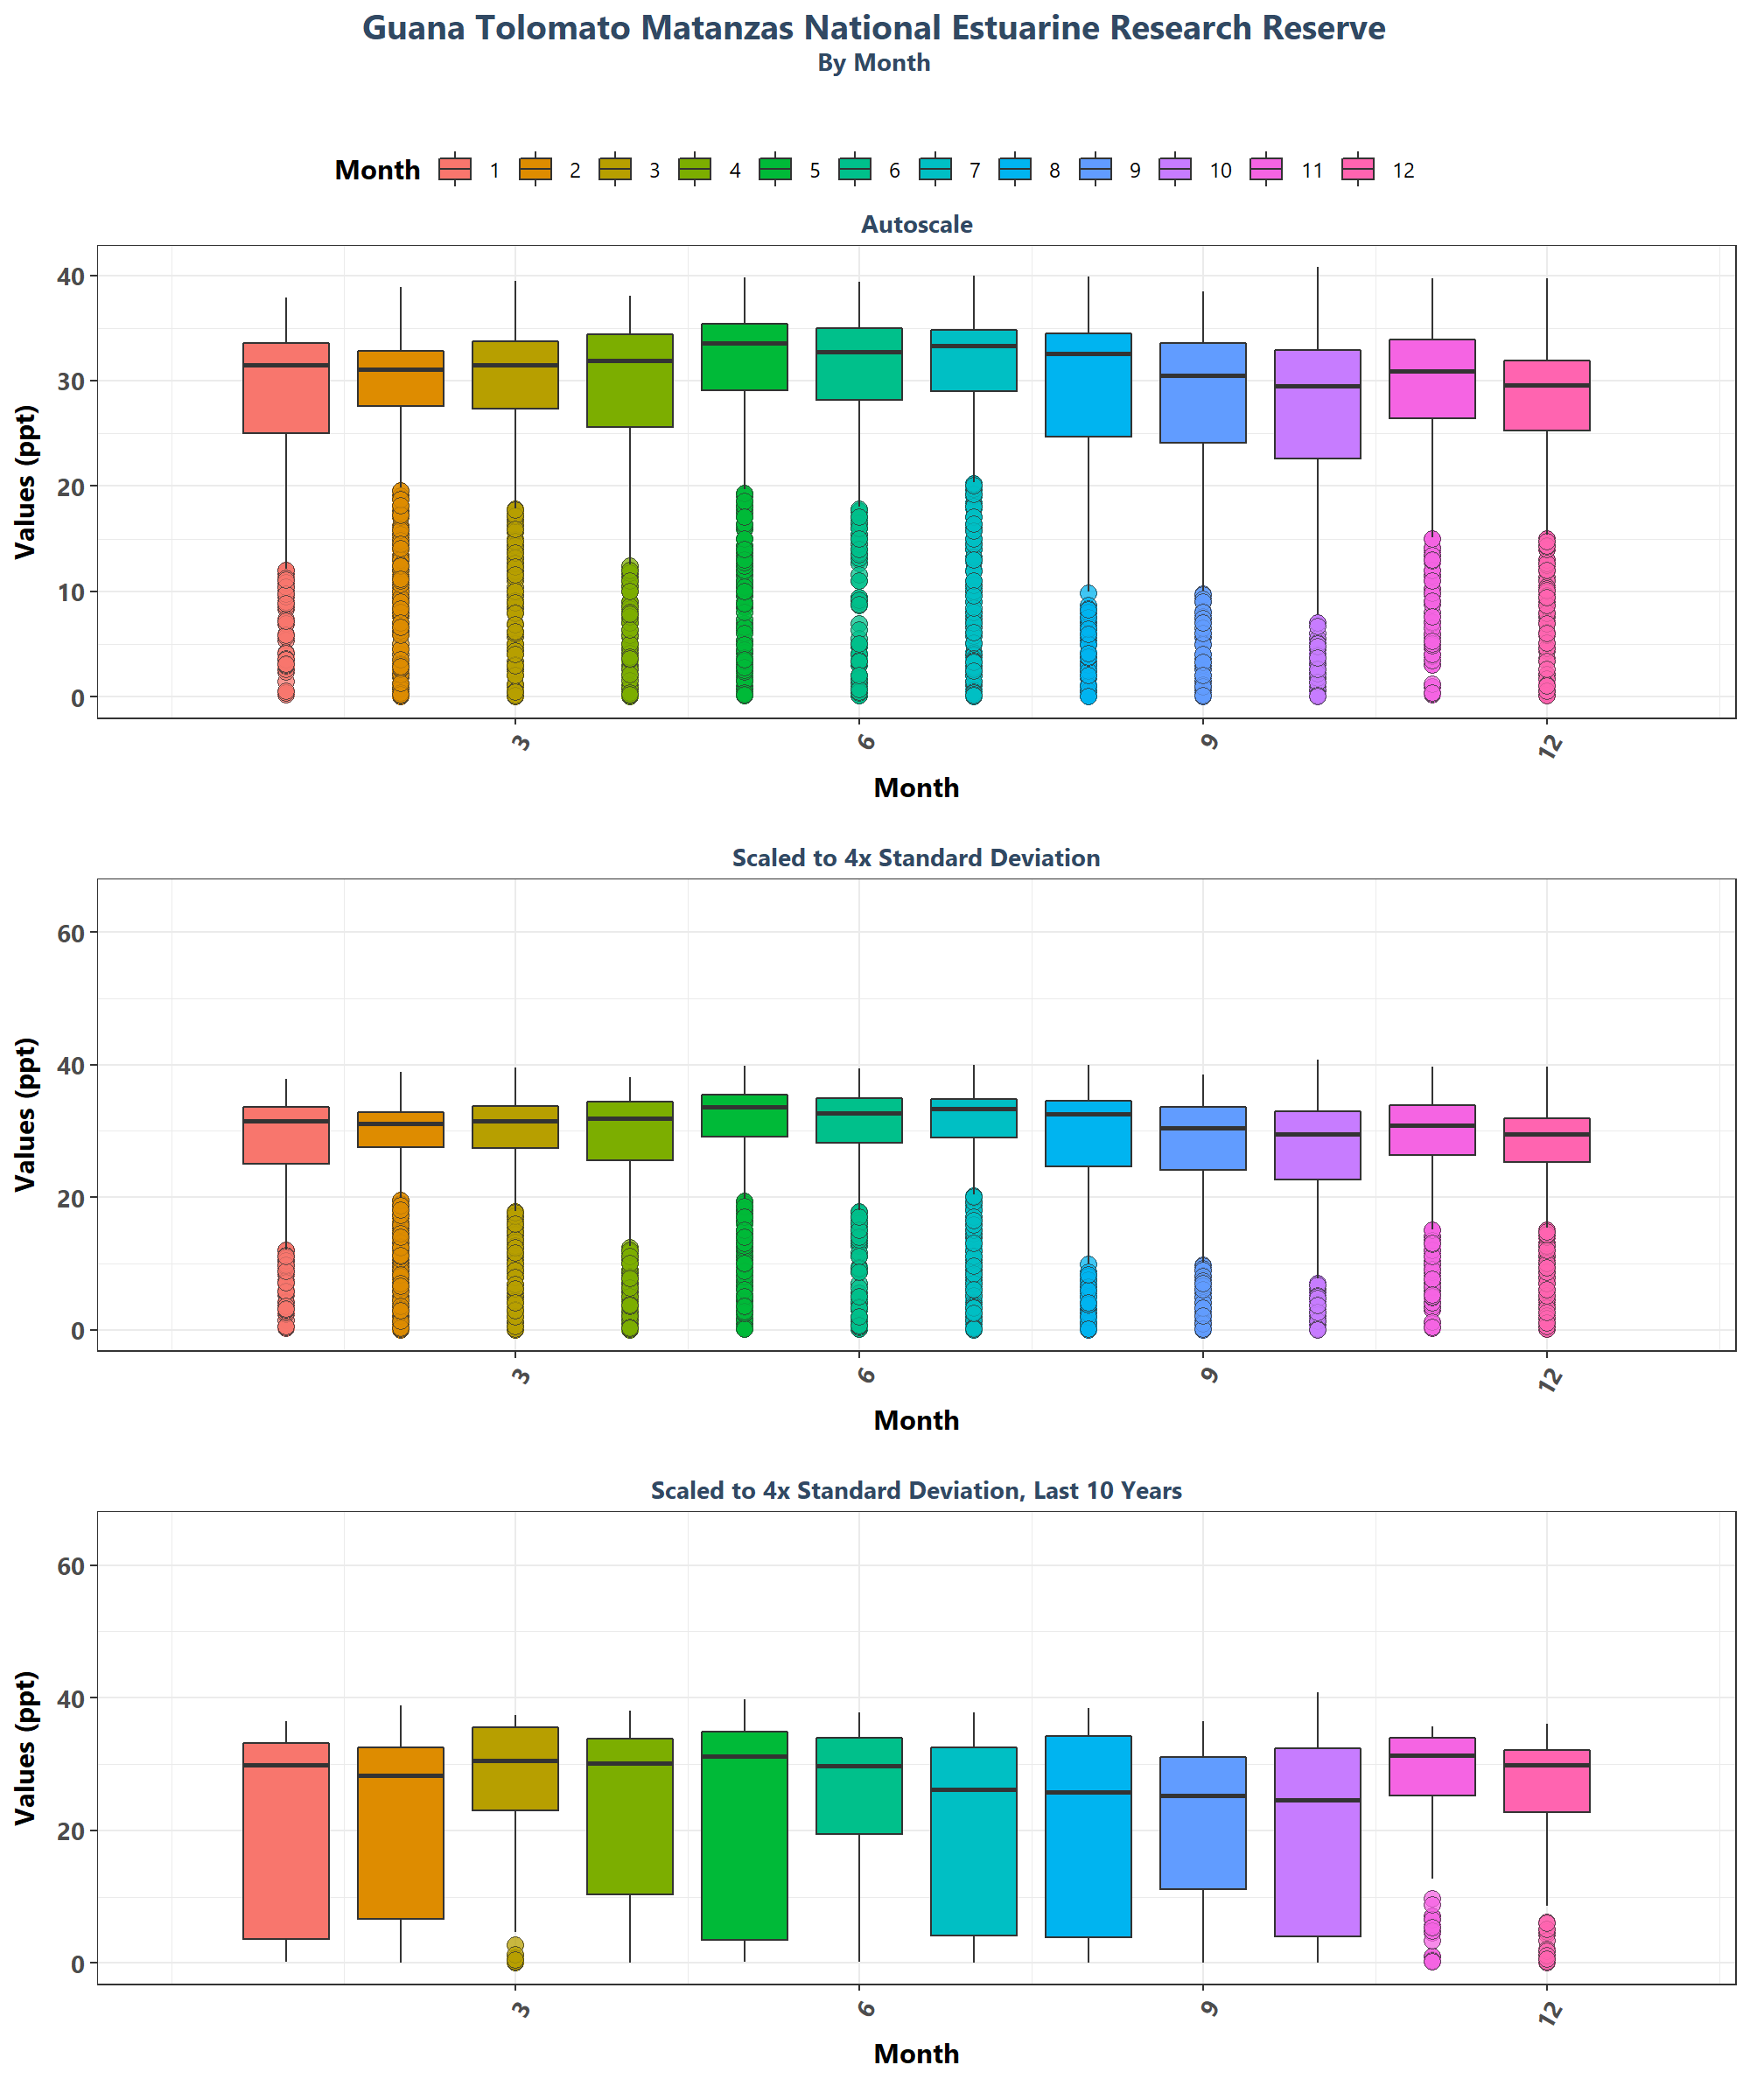 Guana Tolomato Matanzas National Estuarine Research Reserve
By Month
Month 1 2 3 4 5 6 7 8 9 10 11 12
Autoscale
Values (ppt)
40
30
20
10
0
3 6 9 12
Month
Scaled to 4x Standard Deviation
Values (ppt)
60
40
20
0
3 6 9 12
Month
Scaled to 4x Standard Deviation, Last 10 Years
Values (ppt)
60
40
20
0
3 6 9 12
Month